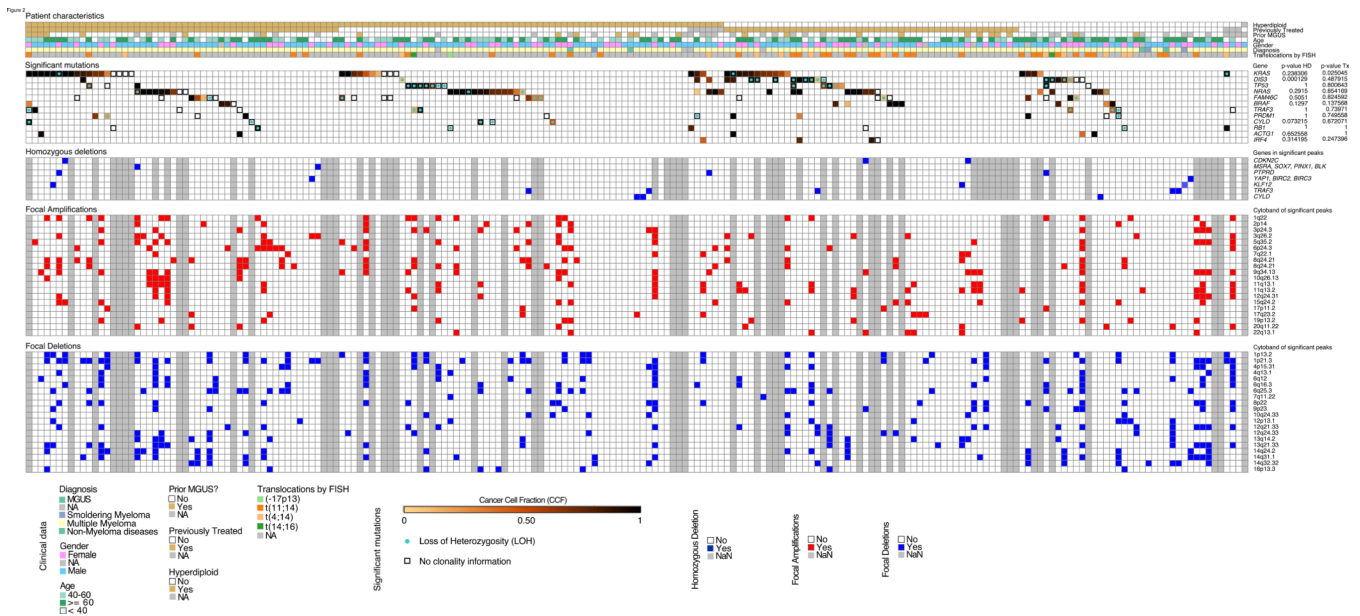 Figure 2
Patient characteristics
Hyperdiploid
Previously Treated
Prior MGUS
Age
Gender
Diagnosis
Translocations by FISH
Significant mutations
Gene p-value HD p-value Tx
KRAS 0.238306 0.025045
DIS3 0.000129 0.487915
TP53 1 0.800643
NRAS 0.2915 0.854169
FAM46C 0.5051 0.824592
BRAF 0.1297 0.137568
TRAF3 1 0.73971
PRDM1 1 0.749558
CYLD 0.073215 0.672071
RB1 1 1
ACTG1 0.652558 1
IRF4 0.314195 0.247396
Homozygous deletions
Genes in significant peaks
CDKN2C
MSRA, SOX7, PINX1, BLK
PTPRD
YAP1, BIRC2, BIRC3
KLF12
TRAF3
CYLD
Focal Amplifications
Cytoband of significant peaks
1q22
2p14
3p24.3
3q26.2
5q35.2
6p24.3
7q22.1
8q24.21
8q24.21
9q34.13
10q26.13
11q13.1
11q13.2
12q24.31
15q24.2
17p11.2
17q23.2
19p13.2
20q11.22
22q13.1
Focal Deletions
Cytoband of significant peaks
1p13.2
1p21.3
4p15.31
4q13.1
6q12
6q16.3
6q25.3
7q11.22
8p22
9p23
10q24.33
12p13.1
12q21.33
12q24.33
13q14.2
13q21.33
14q24.2
14q31.1
14q32.32
16p13.3
Clinical data
Diagnosis
MGUS
NA
Smoldering Myeloma
Multiple Myeloma
Non-Myeloma diseases
Gender
Female
NA
Male
Age
40-60
>= 60
< 40
Prior MGUS?
No
Yes
NA
Previously Treated
No
Yes
NA
Hyperdiploid
No
Yes
NA
Translocations by FISH
(-17p13)
t(11;14)
t(4;14)
t(14;16)
NA
Significant mutations
Cancer Cell Fraction (CCF)
0 0.50 1
Loss of Heterozygosity (LOH)
No clonality information
Homozygous Deletion
No
Yes
NaN
Focal Amplifications
No
Yes
NaN
Focal Deletions
No
Yes
NaN